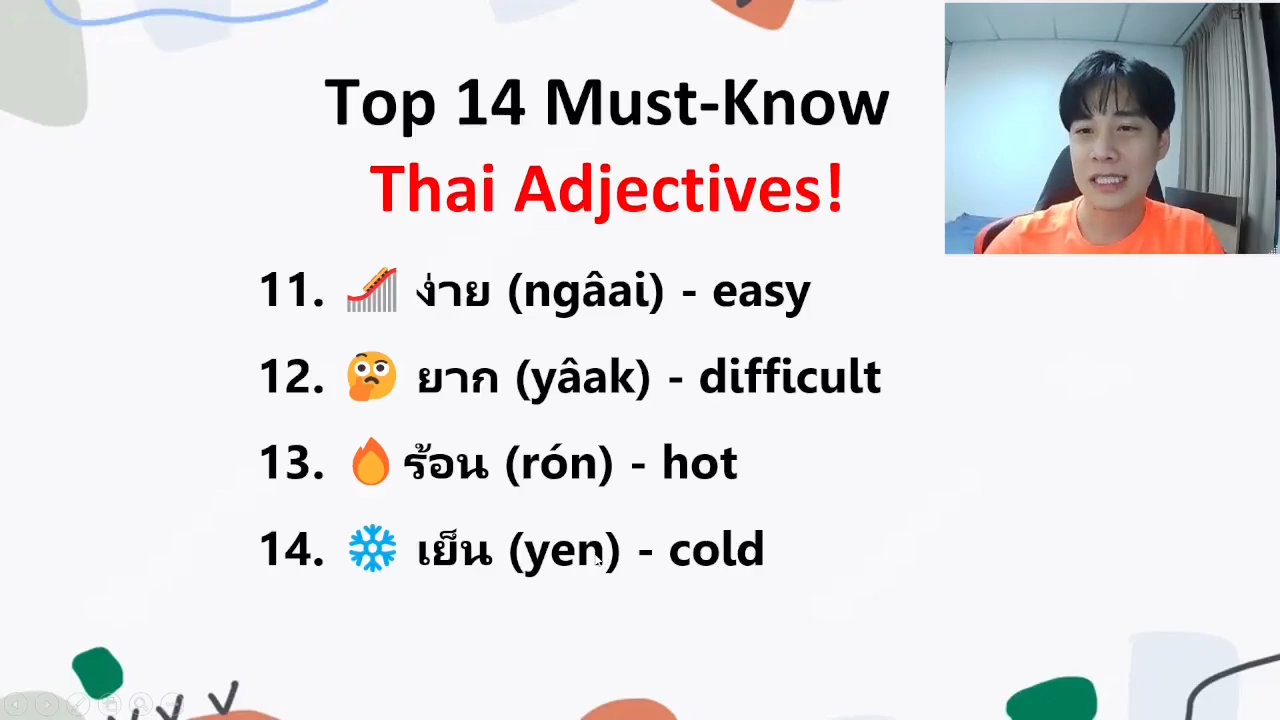 Top 14 Must-Know
Thai Adjectives!
11. 🎢 ง่าย (ngâai) - easy
12. 🤔 ยาก (yâak) - difficult
13. 🔥 ร้อน (rón) - hot
14. ❄️ เย็น (yen) - cold